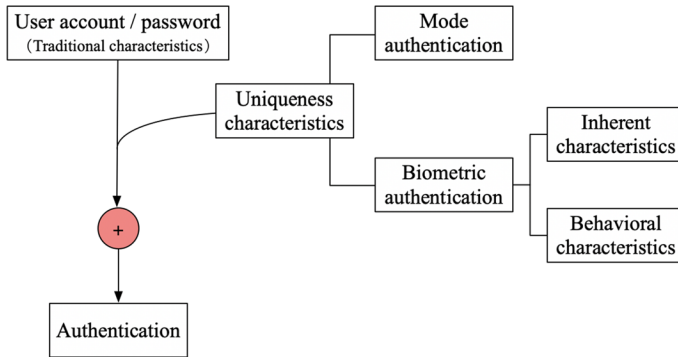 User account / password
（Traditional characteristics）
Mode
authentication
Uniqueness
characteristics
Inherent
characteristics
Biometric
authentication
Behavioral
characteristics
+
Authentication